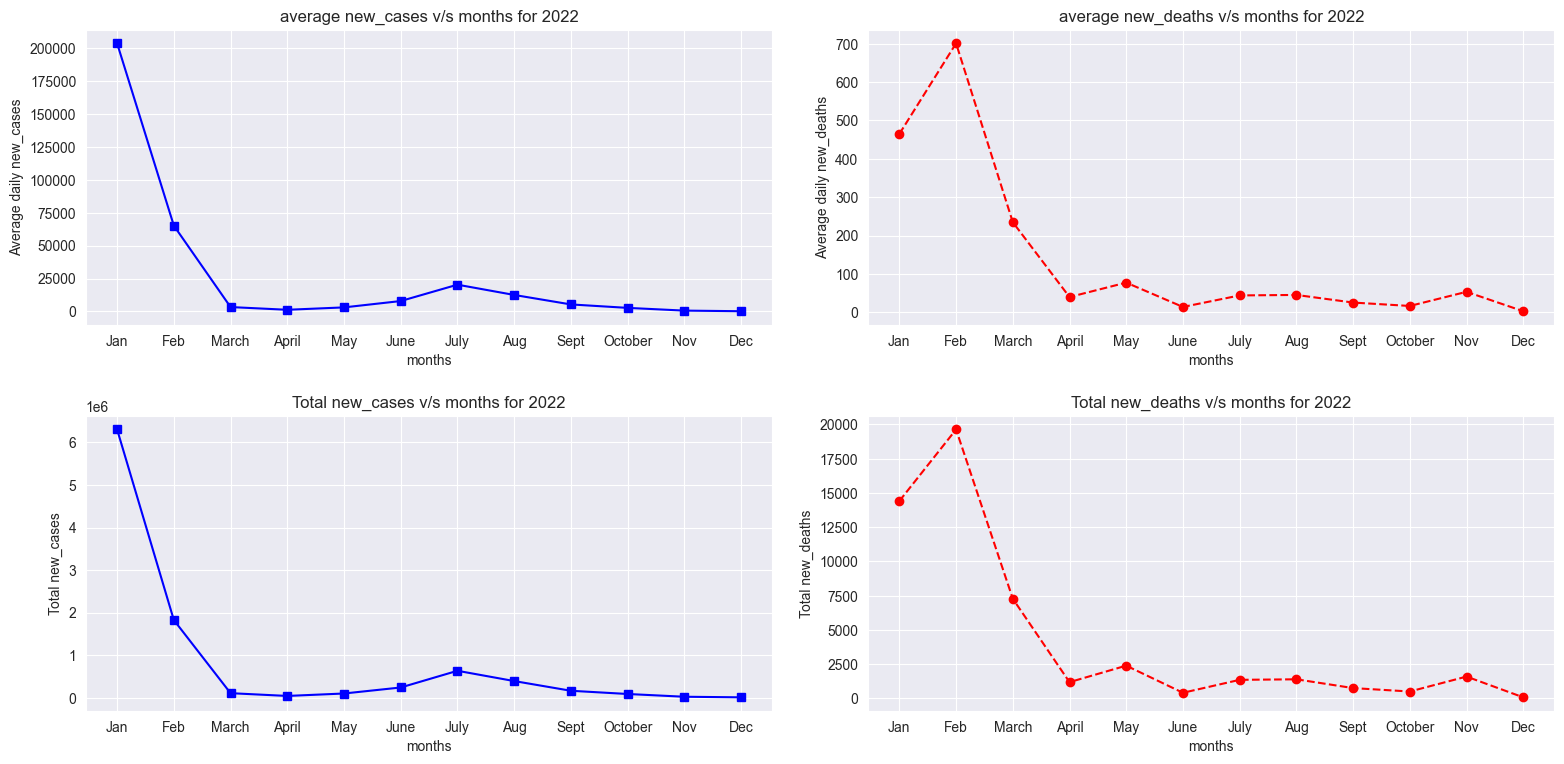 average new_cases v/s months for 2022
Average daily new_cases
200000
175000
150000
125000
100000
75000
50000
25000
0
Jan Feb March April May June July Aug Sept October Nov Dec
months
average new_deaths v/s months for 2022
Average daily new_deaths
700
600
500
400
300
200
100
0
Jan Feb March April May June July Aug Sept October Nov Dec
months
Total new_cases v/s months for 2022
1e6
Total new_cases
6
5
4
3
2
1
0
Jan Feb March April May June July Aug Sept October Nov Dec
months
Total new_deaths v/s months for 2022
Total new_deaths
20000
17500
15000
12500
10000
7500
5000
2500
0
Jan Feb March April May June July Aug Sept October Nov Dec
months